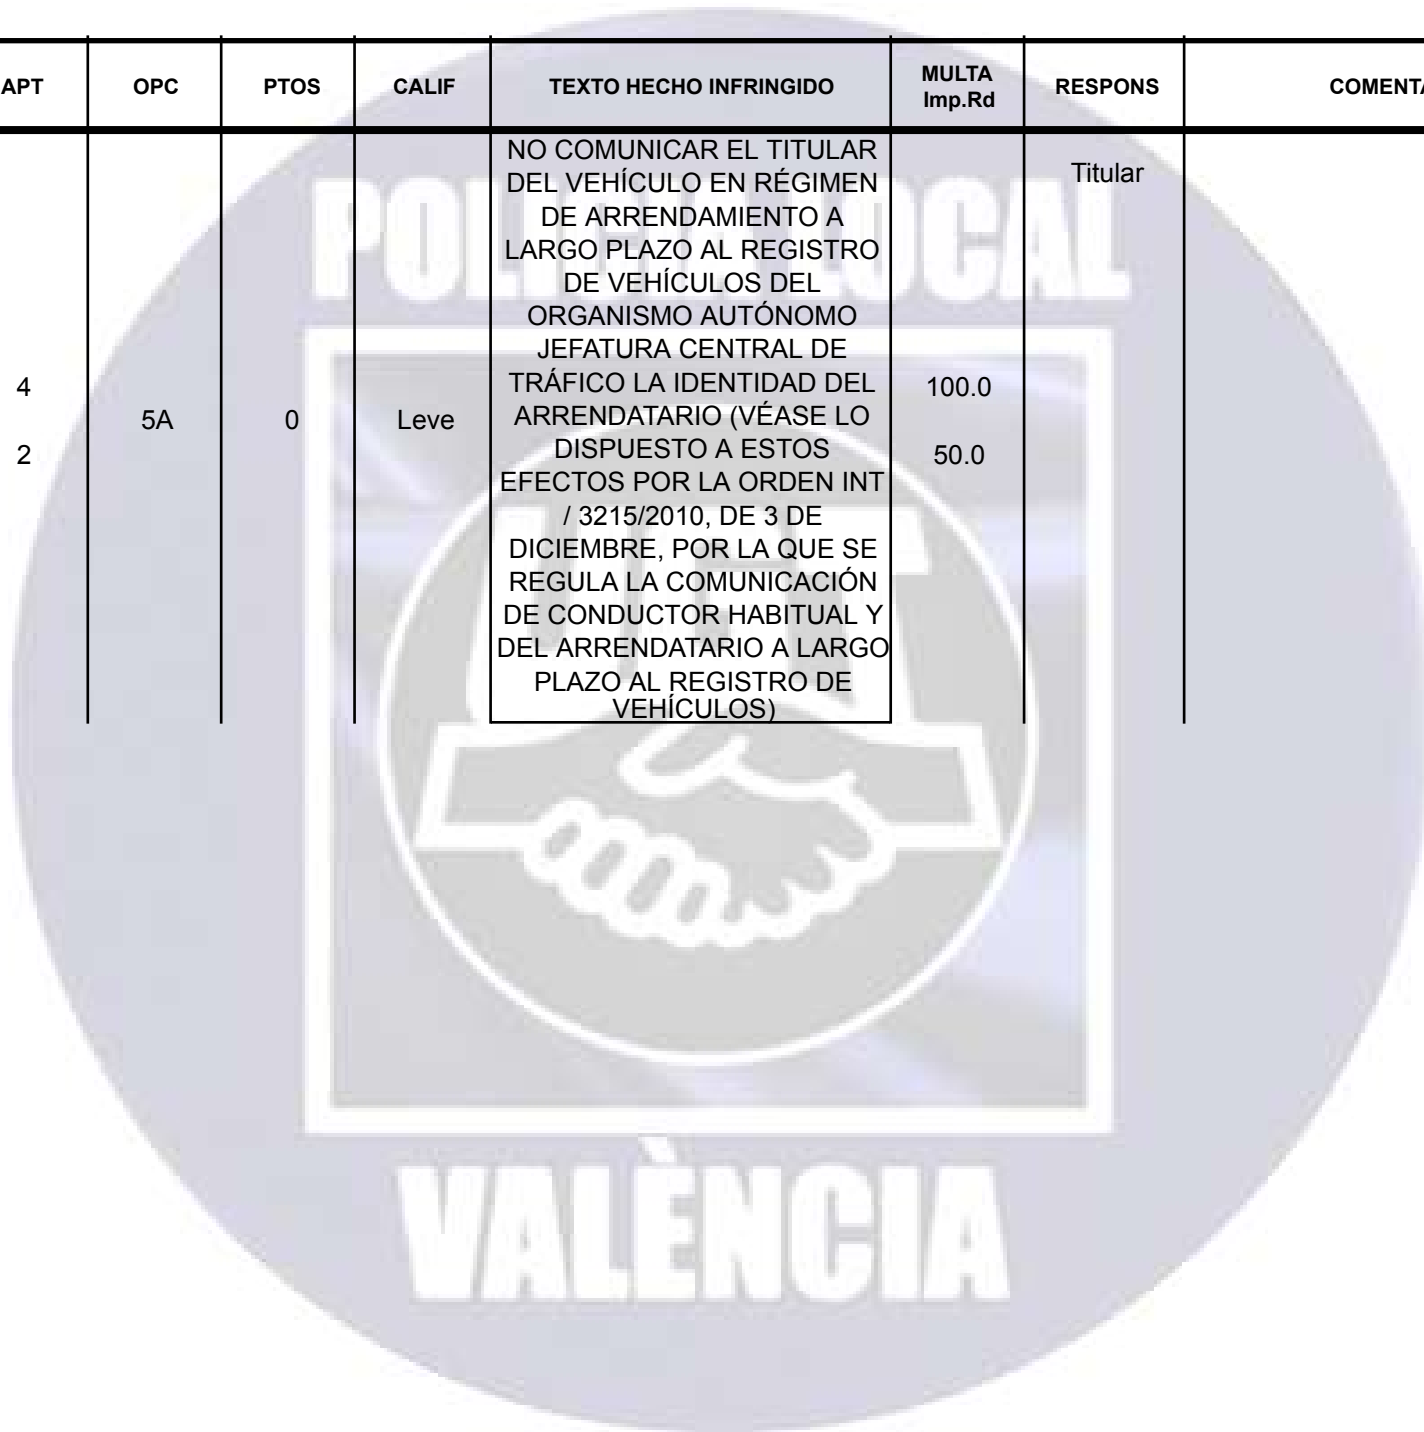 APT OPC PTOS CALIF TEXTO HECHO INFRINGIDO MULTA Imp.Rd RESPONS COMENTA
NO COMUNICAR EL TITULAR
DEL VEHÍCULO EN RÉGIMEN
DE ARRENDAMIENTO A
LARGO PLAZO AL REGISTRO
DE VEHÍCULOS DEL
ORGANISMO AUTÓNOMO
JEFATURA CENTRAL DE
TRÁFICO LA IDENTIDAD DEL
ARRENDATARIO (VÉASE LO
DISPUESTO A ESTOS
EFECTOS POR LA ORDEN INT
/ 3215/2010, DE 3 DE
DICIEMBRE, POR LA QUE SE
REGULA LA COMUNICACIÓN
DE CONDUCTOR HABITUAL Y
DEL ARRENDATARIO A LARGO
PLAZO AL REGISTRO DE
VEHÍCULOS)
4
2
5A
0
Leve
100.0
50.0
Titular
POLICIA LOCAL
UGT
VALÈNCIA